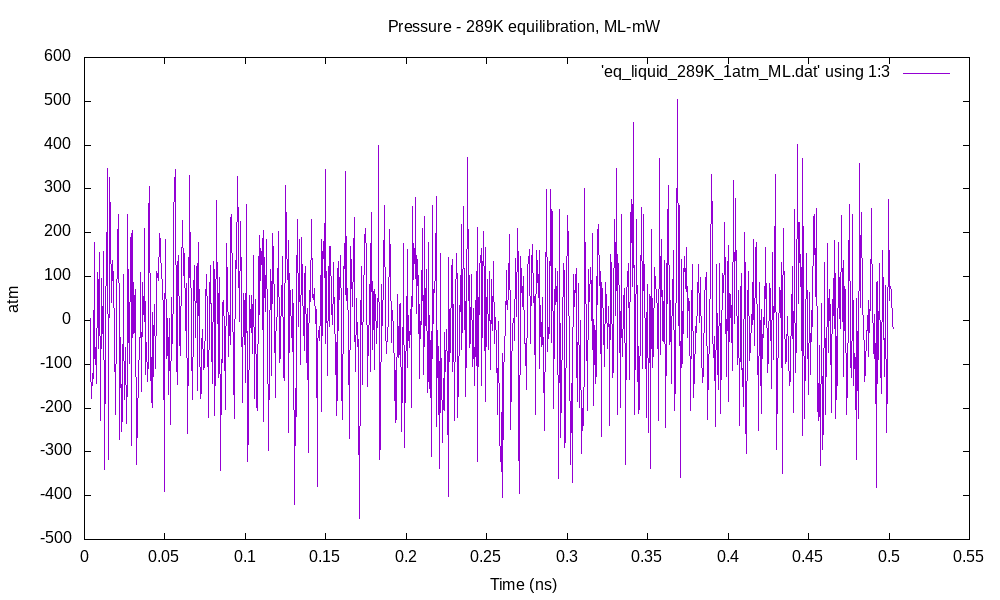 Pressure - 289K equilibration, ML-mW
'eq_liquid_289K_1atm_ML.dat' using 1:3
600
500
400
300
200
100
0
-100
-200
-300
-400
-500
atm
0 0.05 0.1 0.15 0.2 0.25 0.3 0.35 0.4 0.45 0.5 0.55
Time (ns)